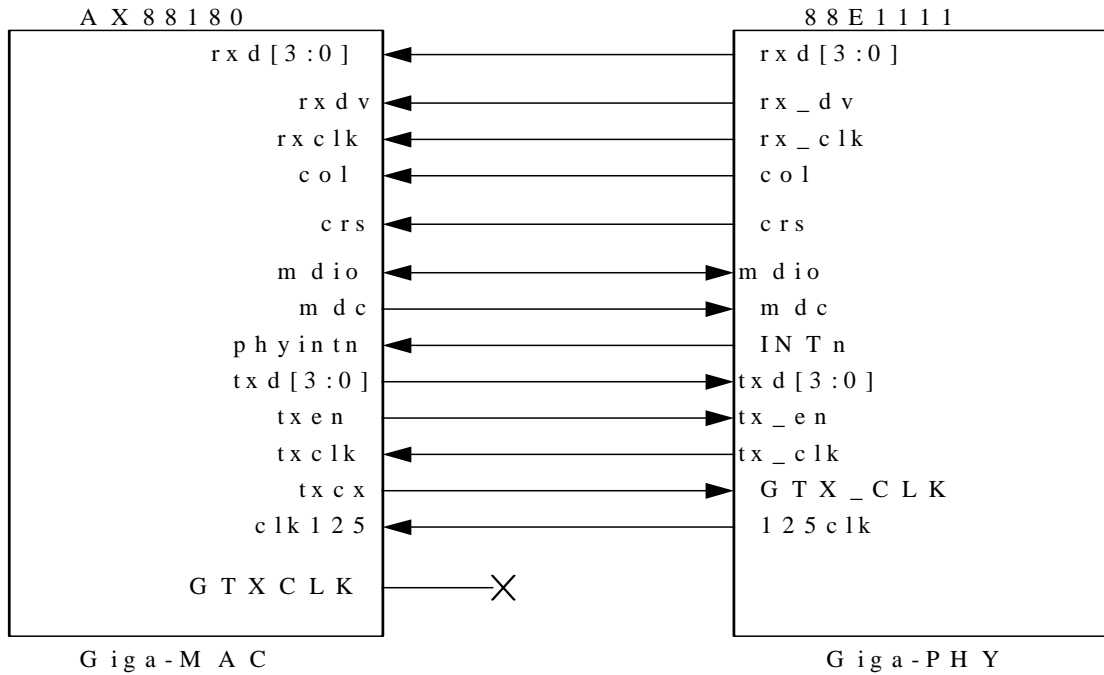 AX88180 88E1111
rxd[3:0] rxd[3:0]
rxdv rx_dv
rxclk rx_clk
col col
crs crs
mdio mdio
mdc mdc
phyintn INTn
txd[3:0] txd[3:0]
txen tx_en
txclk tx_clk
txcx GTX_CLK
clk125 125clk
GTXCLK
Giga-MAC Giga-PHY